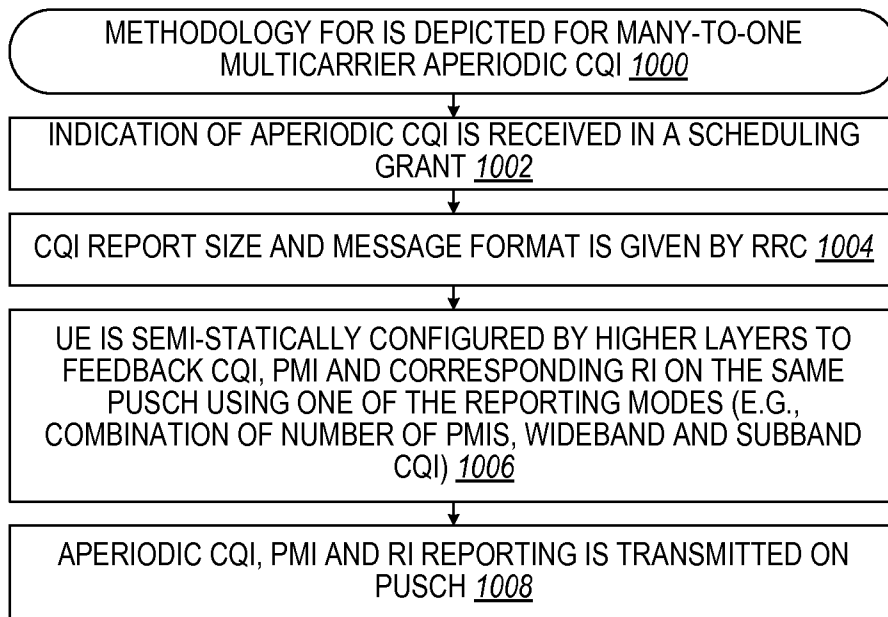 METHODOLOGY FOR IS DEPICTED FOR MANY-TO-ONE
MULTICARRIER APERIODIC CQI 1000
INDICATION OF APERIODIC CQI IS RECEIVED IN A SCHEDULING
GRANT 1002
CQI REPORT SIZE AND MESSAGE FORMAT IS GIVEN BY RRC 1004
UE IS SEMI-STATICALLY CONFIGURED BY HIGHER LAYERS TO
FEEDBACK CQI, PMI AND CORRESPONDING RI ON THE SAME
PUSCH USING ONE OF THE REPORTING MODES (E.G.,
COMBINATION OF NUMBER OF PMIS, WIDEBAND AND SUBBAND
CQI) 1006
APERIODIC CQI, PMI AND RI REPORTING IS TRANSMITTED ON
PUSCH 1008